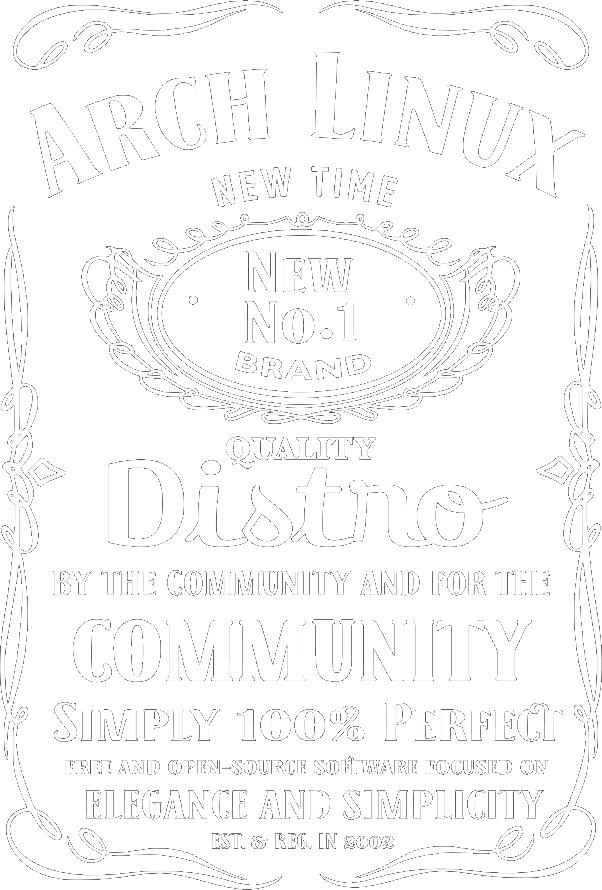 ARCH LINUX
NEW TIME
NEW
No.1
BRAND
QUALITY
Distro
BY THE COMMUNITY AND FOR THE
COMMUNITY
SIMPLY 100% PERFECT
FREE AND OPEN-SOURCE SOFTWARE FOCUSED ON
ELEGANCE AND SIMPLICITY
EST. & REG. IN 2002